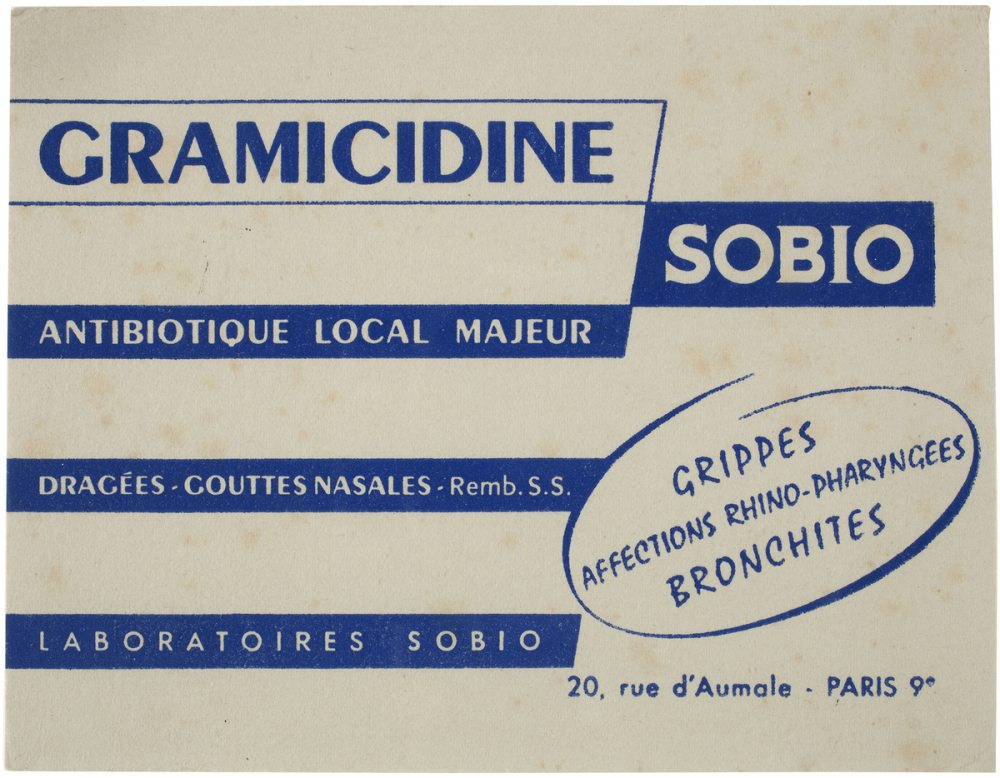 GRAMICIDINE
SOBIO
ANTIBIOTIQUE LOCAL MAJEUR
DRAGÉES - GOUTTES NASALES - Remb. S.S.
GRIPPES
AFFECTIONS RHINO-PHARYNGEES
BRONCHITES
LABORATOIRES SOBIO
20, rue d'Aumale - PARIS 9e